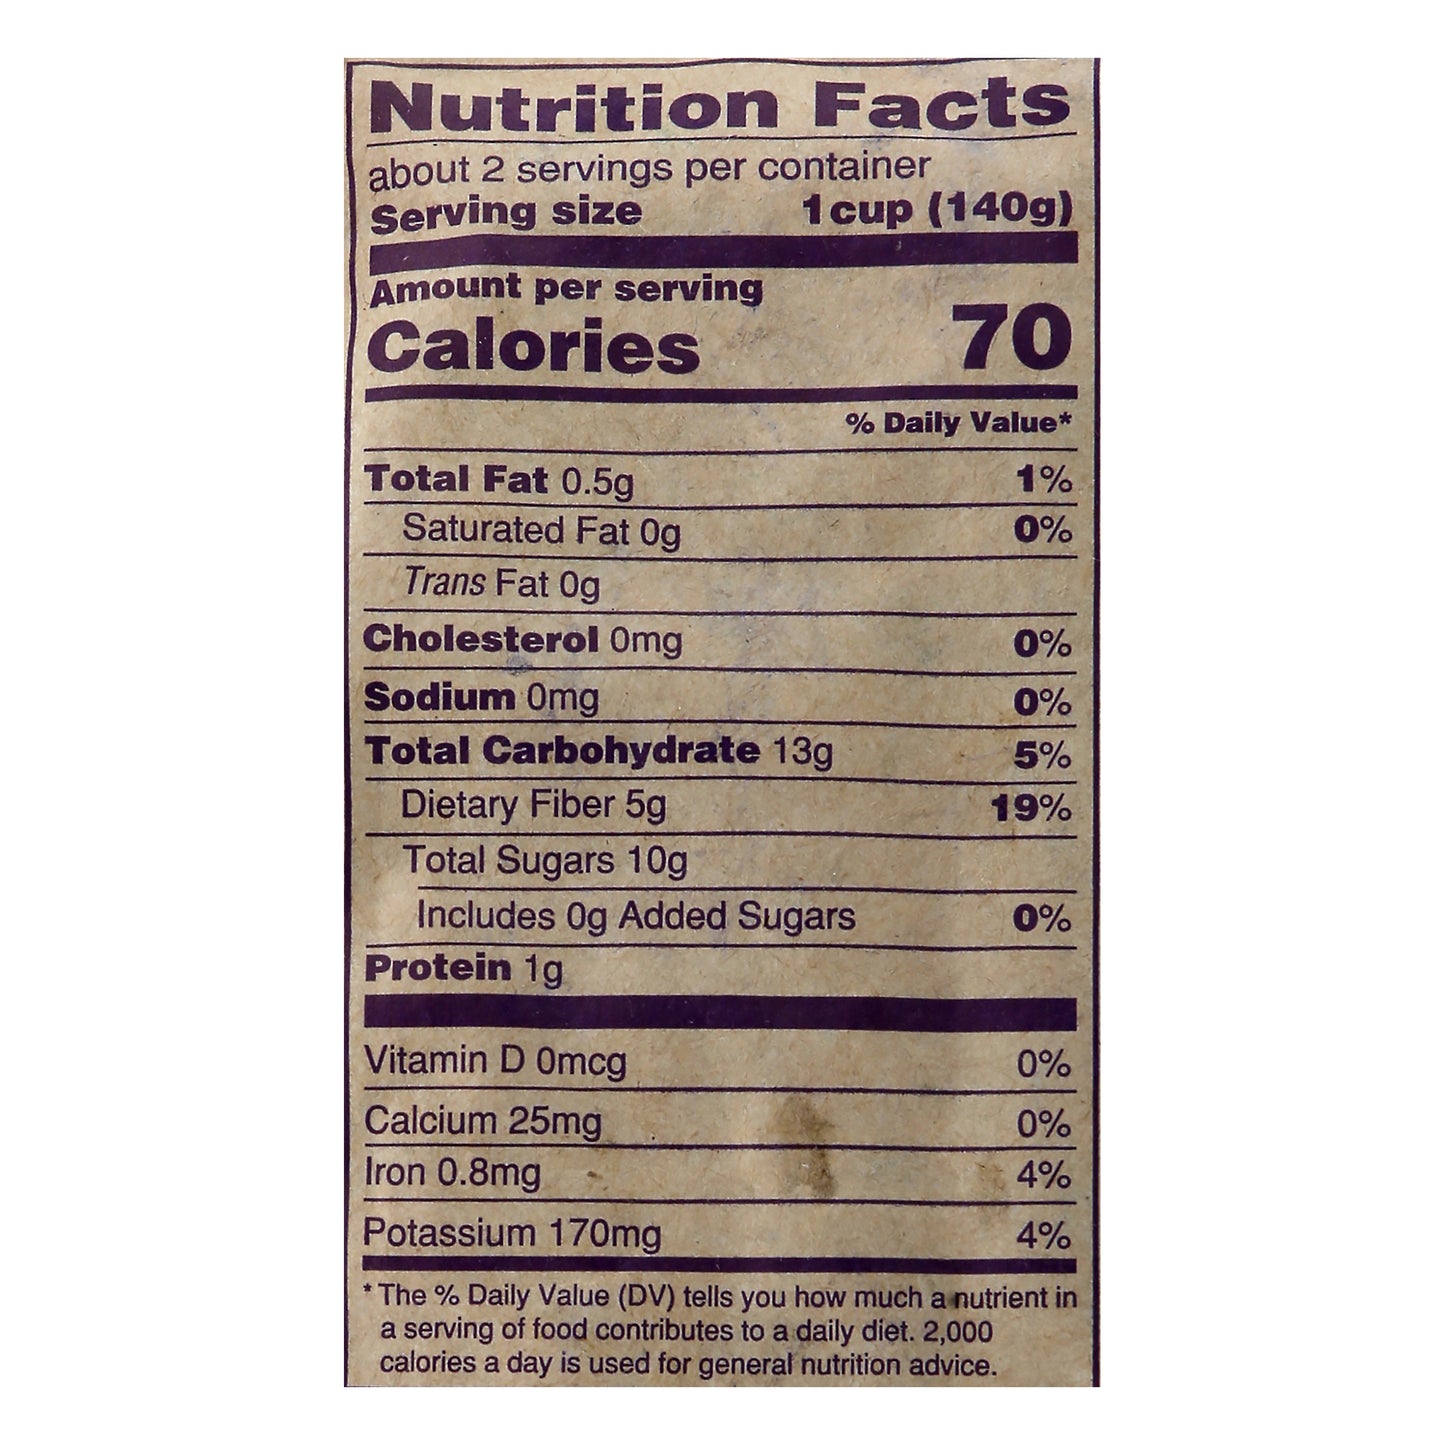 Nutrition Facts
about 2 servings per container
Serving size 1 cup (140g)
Amount per serving
Calories 70
% Daily Value*
Total Fat 0.5g 1%
Saturated Fat 0g 0%
Trans Fat 0g
Cholesterol 0mg 0%
Sodium 0mg 0%
Total Carbohydrate 13g 5%
Dietary Fiber 5g 19%
Total Sugars 10g
Includes 0g Added Sugars 0%
Protein 1g
Vitamin D 0mcg 0%
Calcium 25mg 0%
Iron 0.8mg 4%
Potassium 170mg 4%
* The % Daily Value (DV) tells you how much a nutrient in
a serving of food contributes to a daily diet. 2,000
calories a day is used for general nutrition advice.